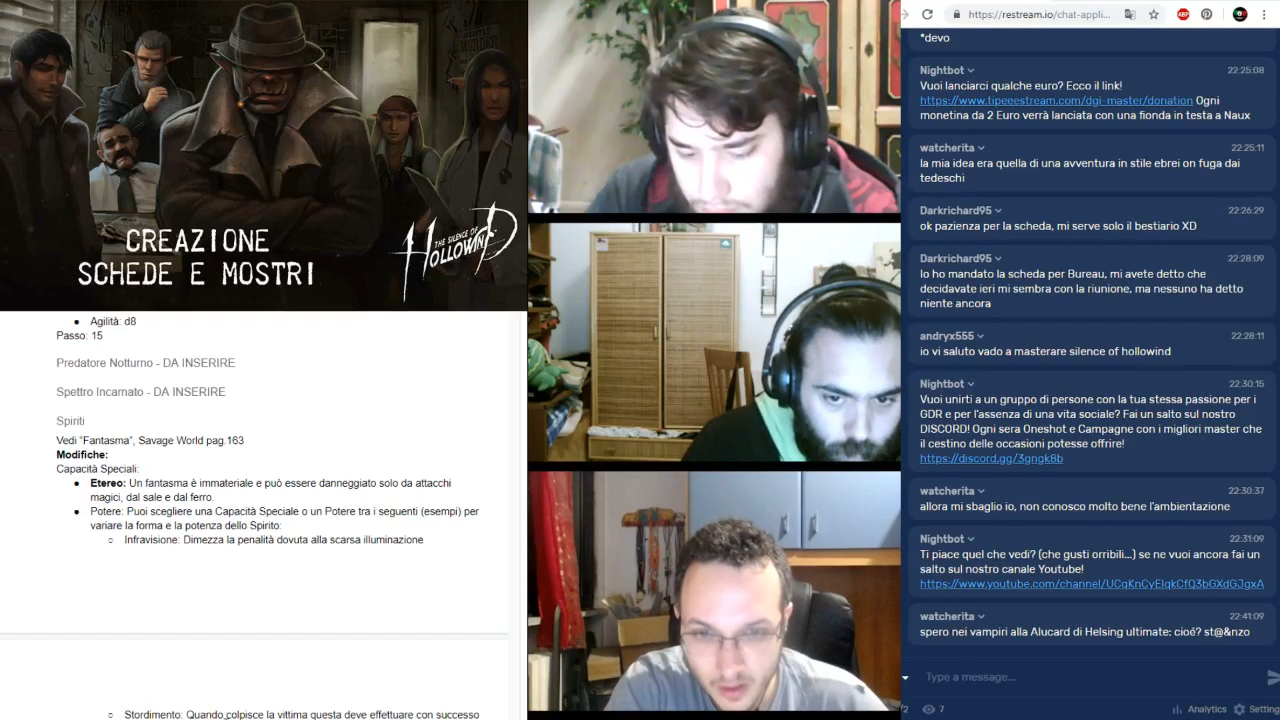 CREAZIONE
SCHEDE E MOSTRI
THE SILENCE OF
HOLLOWIND
Agilità: d8
Passo: 15
Predatore Notturno - DA INSERIRE
Spettro Incarnato - DA INSERIRE
Spiriti
Vedi "Fantasma", Savage World pag.163
Modifiche:
Capacità Speciali:
Etereo: Un fantasma è immateriale e può essere danneggiato solo da attacchi
magici, dal sale e dal ferro.
Potere: Puoi scegliere una Capacità Speciale o un Potere tra i seguenti (esempi) per
variare la forma e la potenza dello Spirito:
Infravisione: Dimezza la penalità dovuta alla scarsa illuminazione
Stordimento: Quando colpisce la vittima questa deve effettuare con successo
https://restream.io/chat-appli...
ABP
*devo
Nightbot 22:25:08
Vuoi lanciarci qualche euro? Ecco il link!
https://www.tipeeestream.com/dgi-master/donation Ogni
monetina da 2 Euro verrà lanciata con una fionda in testa a Naux
watcherita 22:25:11
la mia idea era quella di una avventura in stile ebrei on fuga dai
tedeschi
Darkrichard95 22:26:29
ok pazienza per la scheda, mi serve solo il bestiario XD
Darkrichard95 22:28:09
Io ho mandato la scheda per Bureau, mi avete detto che
decidavate ieri mi sembra con la riunione, ma nessuno ha detto
niente ancora
andryx555 22:28:11
io vi saluto vado a masterare silence of hollowind
Nightbot 22:30:15
Vuoi unirti a un gruppo di persone con la tua stessa passione per i
GDR e per l'assenza di una vita sociale? Fai un salto sul nostro
DISCORD! Ogni sera Oneshot e Campagne con i migliori master che
il cestino delle occasioni potesse offrire!
https://discord.gg/3gngk8b
watcherita 22:30:37
allora mi sbaglio io, non conosco molto bene l'ambientazione
Nightbot 22:31:09
Ti piace quel che vedi? (che gusti orribili...) se ne vuoi ancora fai un
salto sul nostro canale Youtube!
https://www.youtube.com/channel/UCqKnCyElqkCfQ3bGXdGJgxA
watcherita 22:41:09
spero nei vampiri alla Alucard di Helsing ultimate: cioé? st@&nzo
Type a message...
/2 7 Analytics Setting